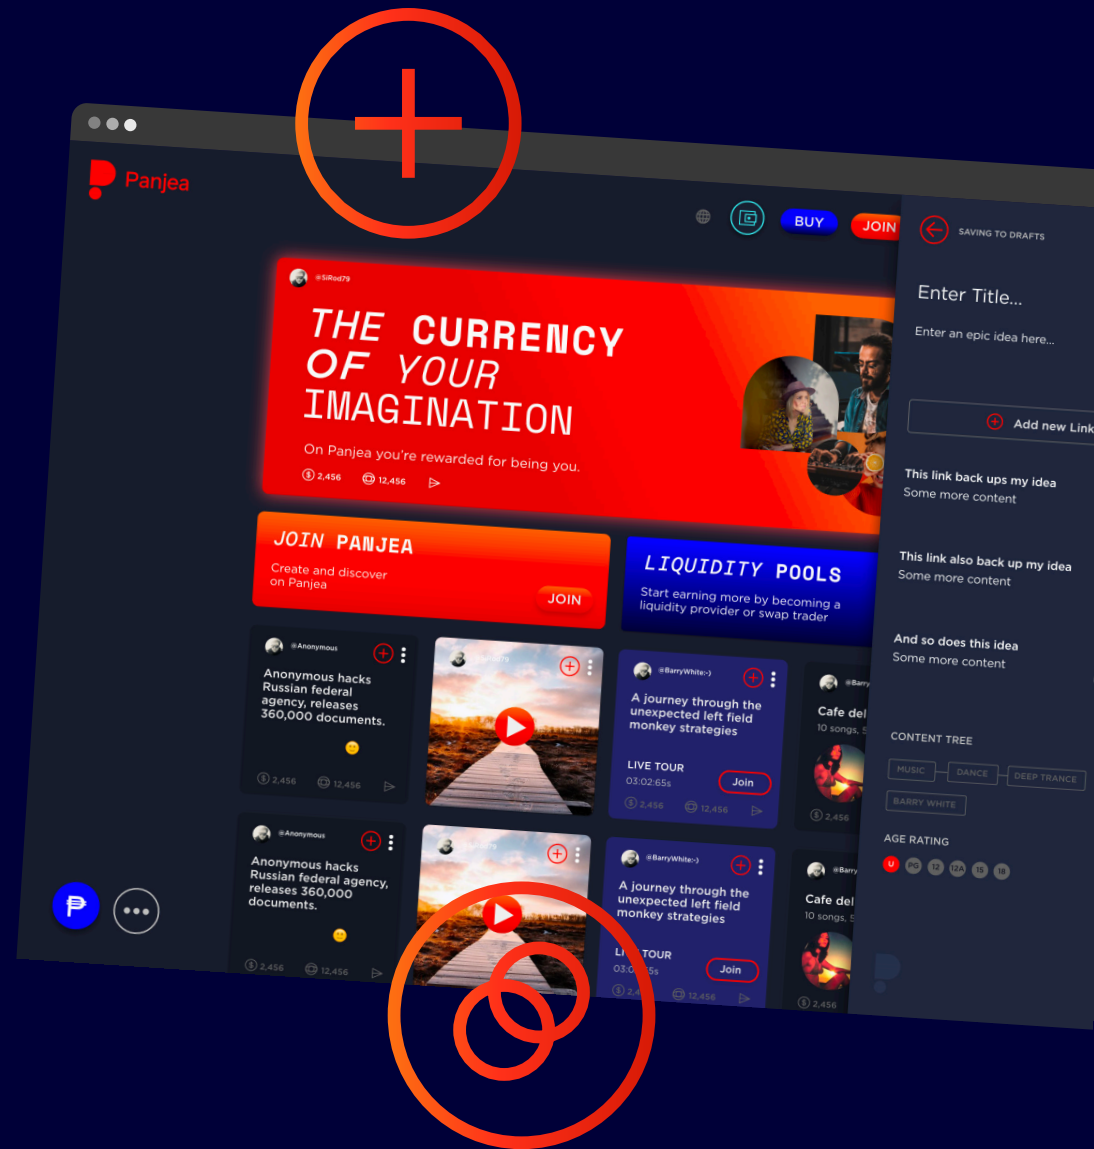 Panjea
BUY
JOIN
@SiRod79
THE CURRENCY
OF YOUR
IMAGINATION
On Panjea you're rewarded for being you.
2,456
12,456
JOIN PANJEA
Create and discover
on Panjea
JOIN
LIQUIDITY POOLS
Start earning more by becoming a
liquidity provider or swap trader
@Anonymous
Anonymous hacks
Russian federal
agency, releases
360,000 documents.
2,456
12,456
@BarryWhite:-)
A journey through the
unexpected left field
monkey strategies
LIVE TOUR
03:02:65s
Join
2,456
12,456
@Barry
Cafe del
10 songs, 5
2,456
@Anonymous
Anonymous hacks
Russian federal agency,
releases 360,000
documents.
2,456
12,456
@BarryWhite:-)
A journey through the
unexpected left field
monkey strategies
TOUR
Join
12,456
@Barry
Cafe del
10 songs, 5
2,456
SAVING TO DRAFTS
Enter Title...
Enter an epic idea here...
Add new Link
This link back ups my idea
Some more content
This link also back up my idea
Some more content
And so does this idea
Some more content
CONTENT TREE
MUSIC
DANCE
DEEP TRANCE
BARRY WHITE
AGE RATING
U PG 12 12A 15 18